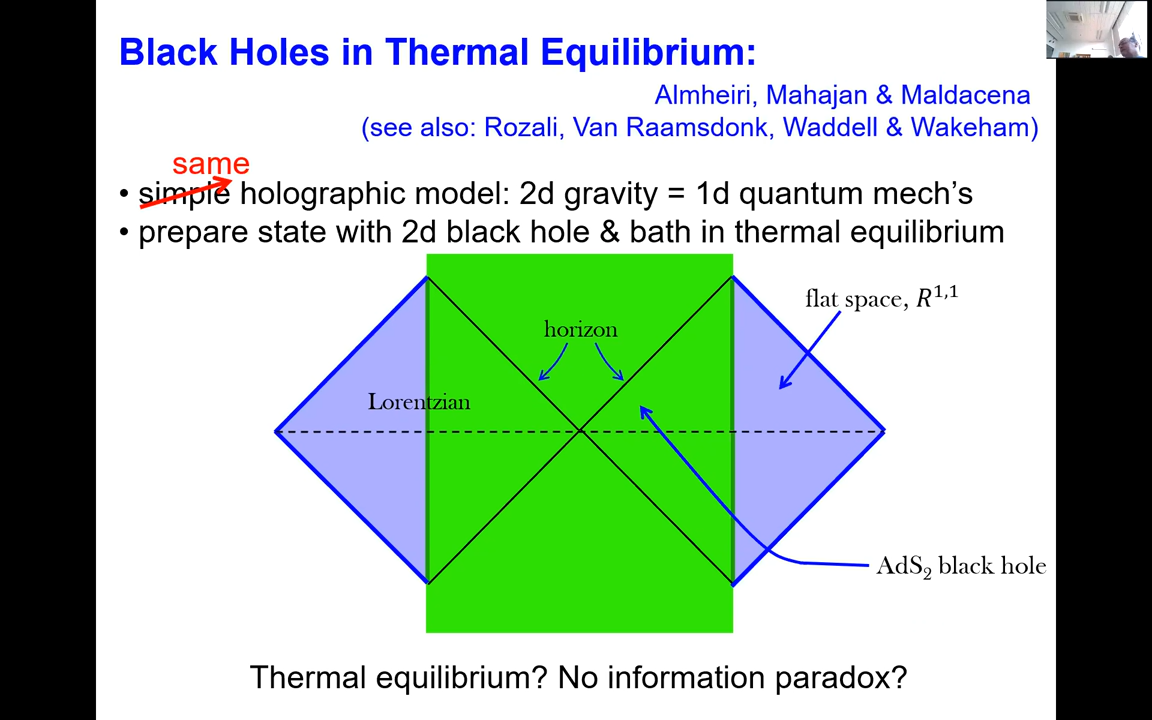 Black Holes in Thermal Equilibrium:
Almheiri, Mahajan & Maldacena
(see also: Rozali, Van Raamsdonk, Waddell & Wakeham)
same
• simple holographic model: 2d gravity = 1d quantum mech’s
• prepare state with 2d black hole & bath in thermal equilibrium
flat space, R¹,¹
horizon
Lorentzian
AdS₂ black hole
Thermal equilibrium? No information paradox?